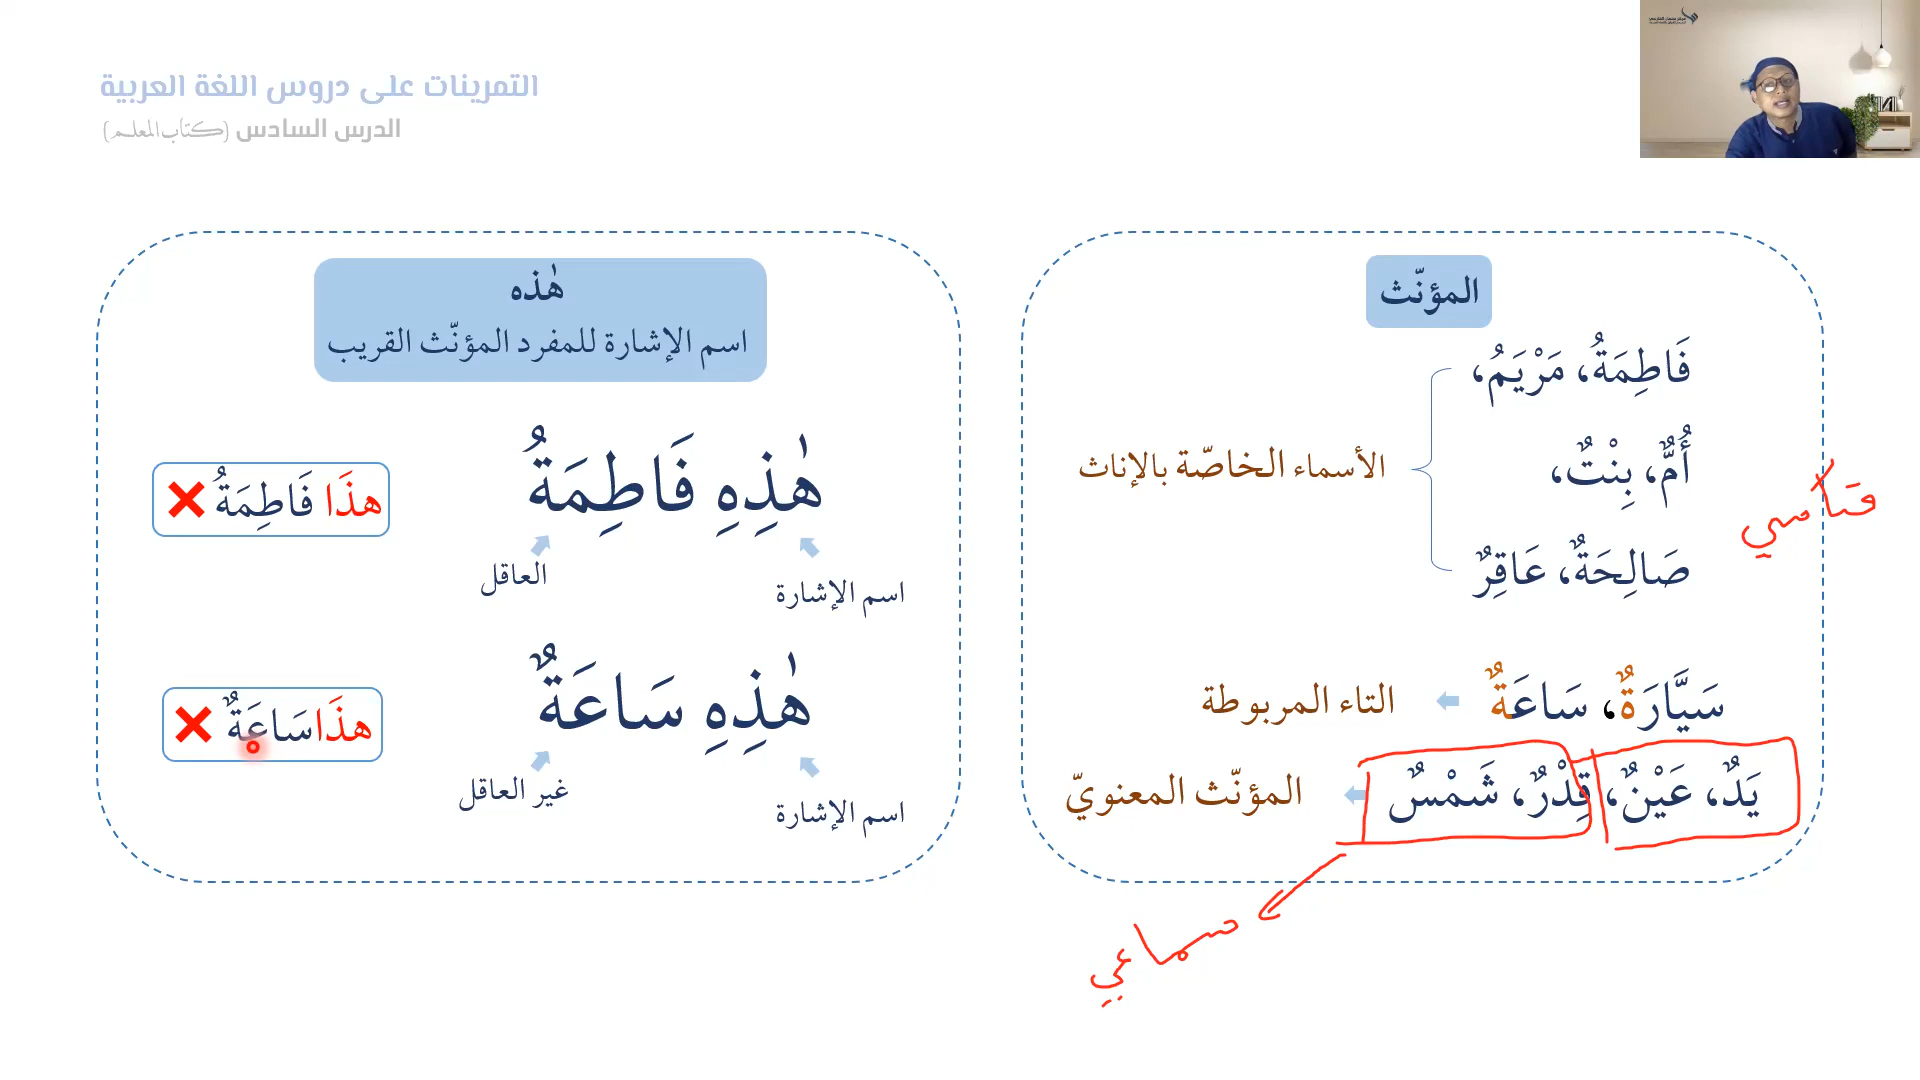 التمرينات على دروس اللغة العربية
الدرس السادس (كتاب المعلم)
المؤنّث
فَاطِمَةُ، مَرْيَمُ،
أُمٌّ، بِنْتٌ،
صَالِحَةٌ، عَاقِرٌ
الأسماء الخاصّة بالإناث
قياسي
سَيَّارَةٌ، سَاعَةٌ
التاء المربوطة
يَدٌ، عَيْنٌ، قِدْرٌ، شَمْسٌ
المؤنّث المعنويّ
سماعي
هٰذه
اسم الإشارة للمفرد المؤنّث القريب
هٰذِهِ فَاطِمَةُ
اسم الإشارة
العاقل
هذَا فَاطِمَةُ
هٰذِهِ سَاعَةٌ
اسم الإشارة
غير العاقل
هذَا سَاعَةٌ